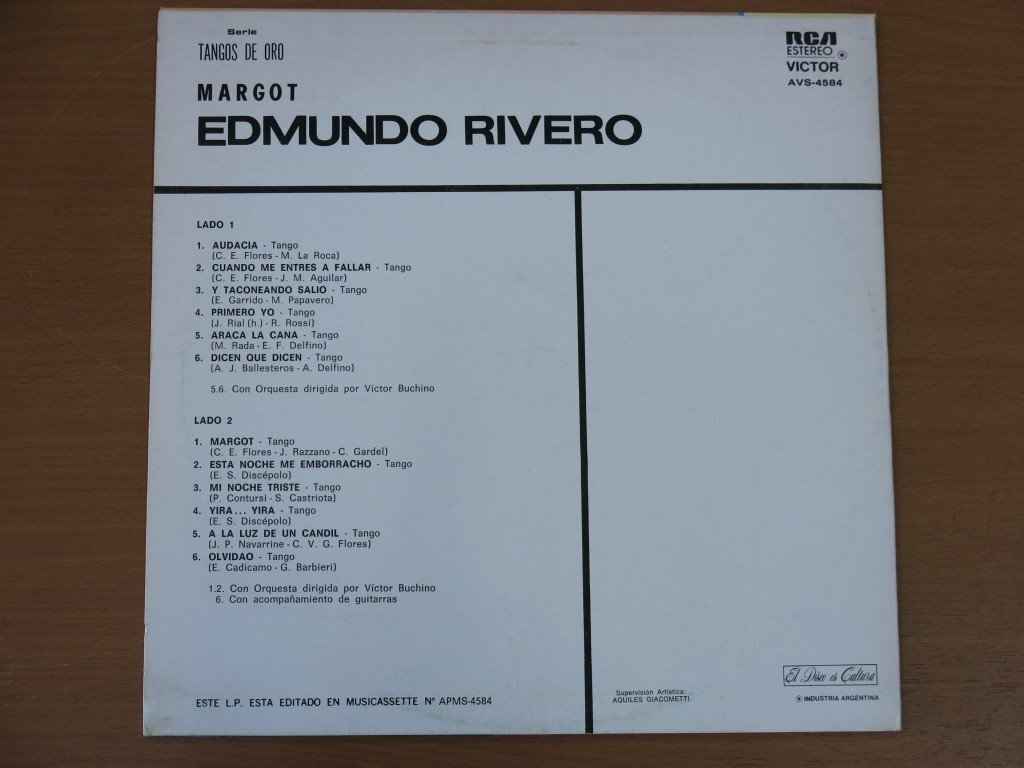 Serie
TANGOS DE ORO
MARGOT
EDMUNDO RIVERO
RCA
ESTEREO
VICTOR
AVS-4584
LADO 1
1. AUDACIA - Tango
(C. E. Flores - M. La Roca)
2. CUANDO ME ENTRES A FALLAR - Tango
(C. E. Flores - J. M. Aguilar)
3. Y TACONEANDO SALIO - Tango
(E. Garrido - M. Papavero)
4. PRIMERO YO - Tango
(J. Rial (h.) - R. Rossi)
5. ARACA LA CANA - Tango
(M. Rada - E. F. Delfino)
6. DICEN QUE DICEN - Tango
(A. J. Ballesteros - A. Delfino)
5.6. Con Orquesta dirigida por Víctor Buchino
LADO 2
1. MARGOT - Tango
(C. E. Flores - J. Razzano - C. Gardel)
2. ESTA NOCHE ME EMBORRACHO - Tango
(E. S. Discépolo)
3. MI NOCHE TRISTE - Tango
(P. Contursi - S. Castriota)
4. YIRA... YIRA - Tango
(E. S. Discépolo)
5. A LA LUZ DE UN CANDIL - Tango
(J. P. Navarrine - C. V. G. Flores)
6. OLVIDAO - Tango
(E. Cadícamo - G. Barbieri)
1.2. Con Orquesta dirigida por Víctor Buchino
6. Con acompañamiento de guitarras
ESTE L.P. ESTA EDITADO EN MUSICASSETTE Nº APMS-4584
Supervisión Artística:
AQUILES GIACOMETTI
El Disco es Cultura
INDUSTRIA ARGENTINA